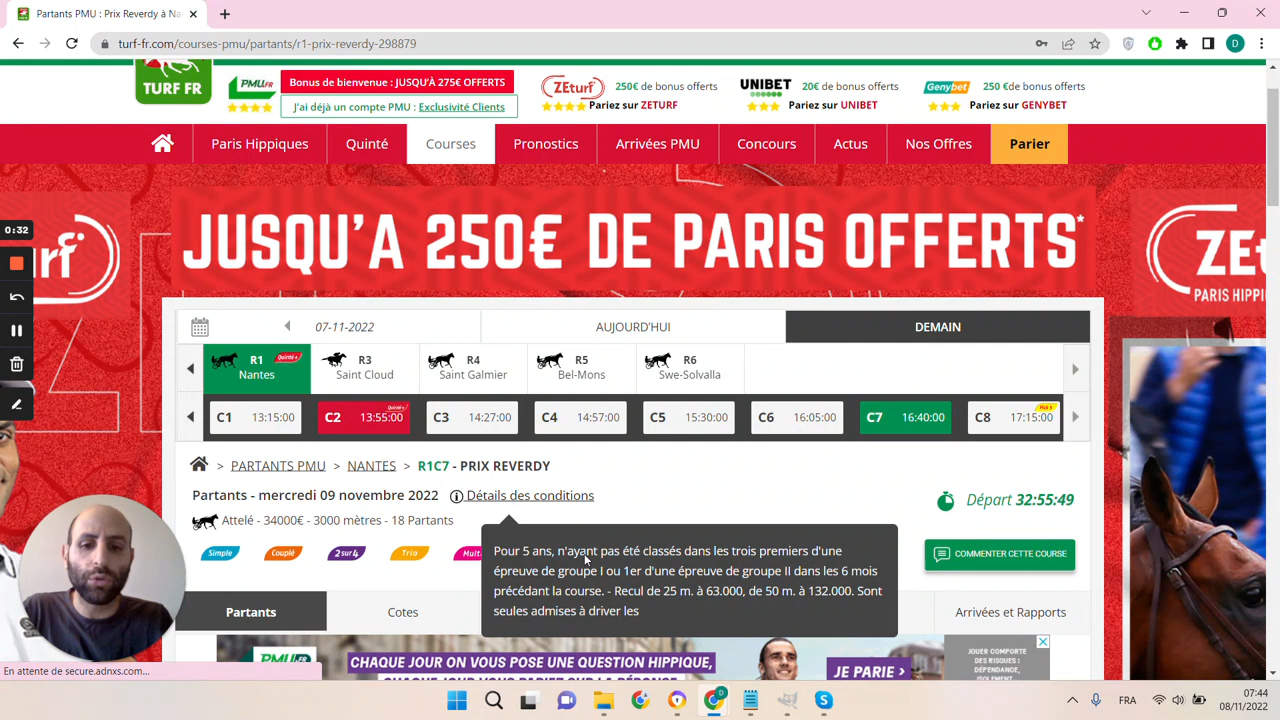 Partants PMU : Prix Reverdy à Na
turf-fr.com/courses-pmu/partants/r1-prix-reverdy-298879
D
TURF FR
PMU.FR
Bonus de bienvenue : JUSQU'À 275€ OFFERTS
J'ai déjà un compte PMU : Exclusivité Clients
ZEturf
250€ de bonus offerts
Pariez sur ZETURF
UNIBET
20€ de bonus offerts
Pariez sur UNIBET
Genybet
250 €de bonus offerts
Pariez sur GENYBET
Paris Hippiques
Quinté
Courses
Pronostics
Arrivées PMU
Concours
Actus
Nos Offres
Parier
JUSQU'A 250€ DE PARIS OFFERTS*
PARIS HIPPI
0:32
07-11-2022
AUJOURD'HUI
DEMAIN
R1 Quinté+
Nantes
R3
Saint Cloud
R4
Saint Galmier
R5
Bel-Mons
R6
Swe-Solvalla
C1 13:15:00
C2 13:55:00 Quinté+
C3 14:27:00
C4 14:57:00
C5 15:30:00
C6 16:05:00
C7 16:40:00
C8 17:15:00 Pick 5
> PARTANTS PMU > NANTES > R1C7 - PRIX REVERDY
Partants - mercredi 09 novembre 2022 Détails des conditions
Départ 32:55:49
Attelé - 34000€ - 3000 mètres - 18 Partants
Simple
Couplé
2sur4
Trio
Mult
Pour 5 ans, n'ayant pas été classés dans les trois premiers d'une
épreuve de groupe I ou 1er d'une épreuve de groupe II dans les 6 mois
précédant la course. - Recul de 25 m. à 63.000, de 50 m. à 132.000. Sont
seules admises à driver les
COMMENTER CETTE COURSE
Partants
Cotes
Arrivées et Rapports
PMU
CHAQUE JOUR ON VOUS POSE UNE QUESTION HIPPIQUE,
JE PARIE >
JOUER COMPORTE
DES RISQUES :
DÉPENDANCE,
En attente de secure.adnxs.com...
FRA
07:44
08/11/2022